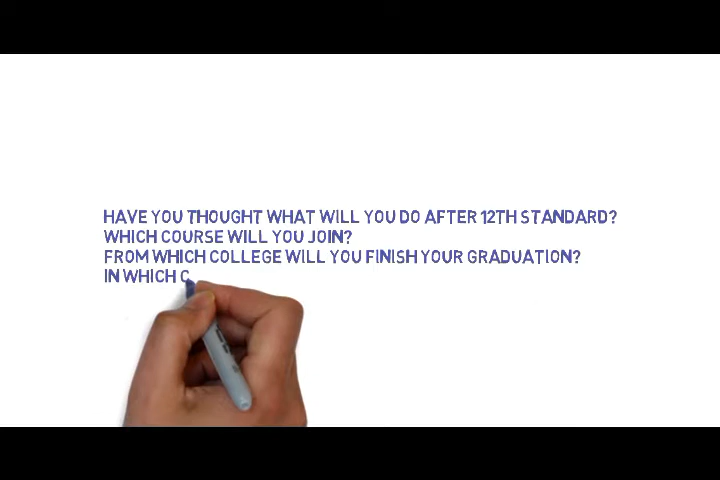 HAVE YOU THOUGHT WHAT WILL YOU DO AFTER 12TH STANDARD?
WHICH COURSE WILL YOU JOIN?
FROM WHICH COLLEGE WILL YOU FINISH YOUR GRADUATION?
IN WHICH C